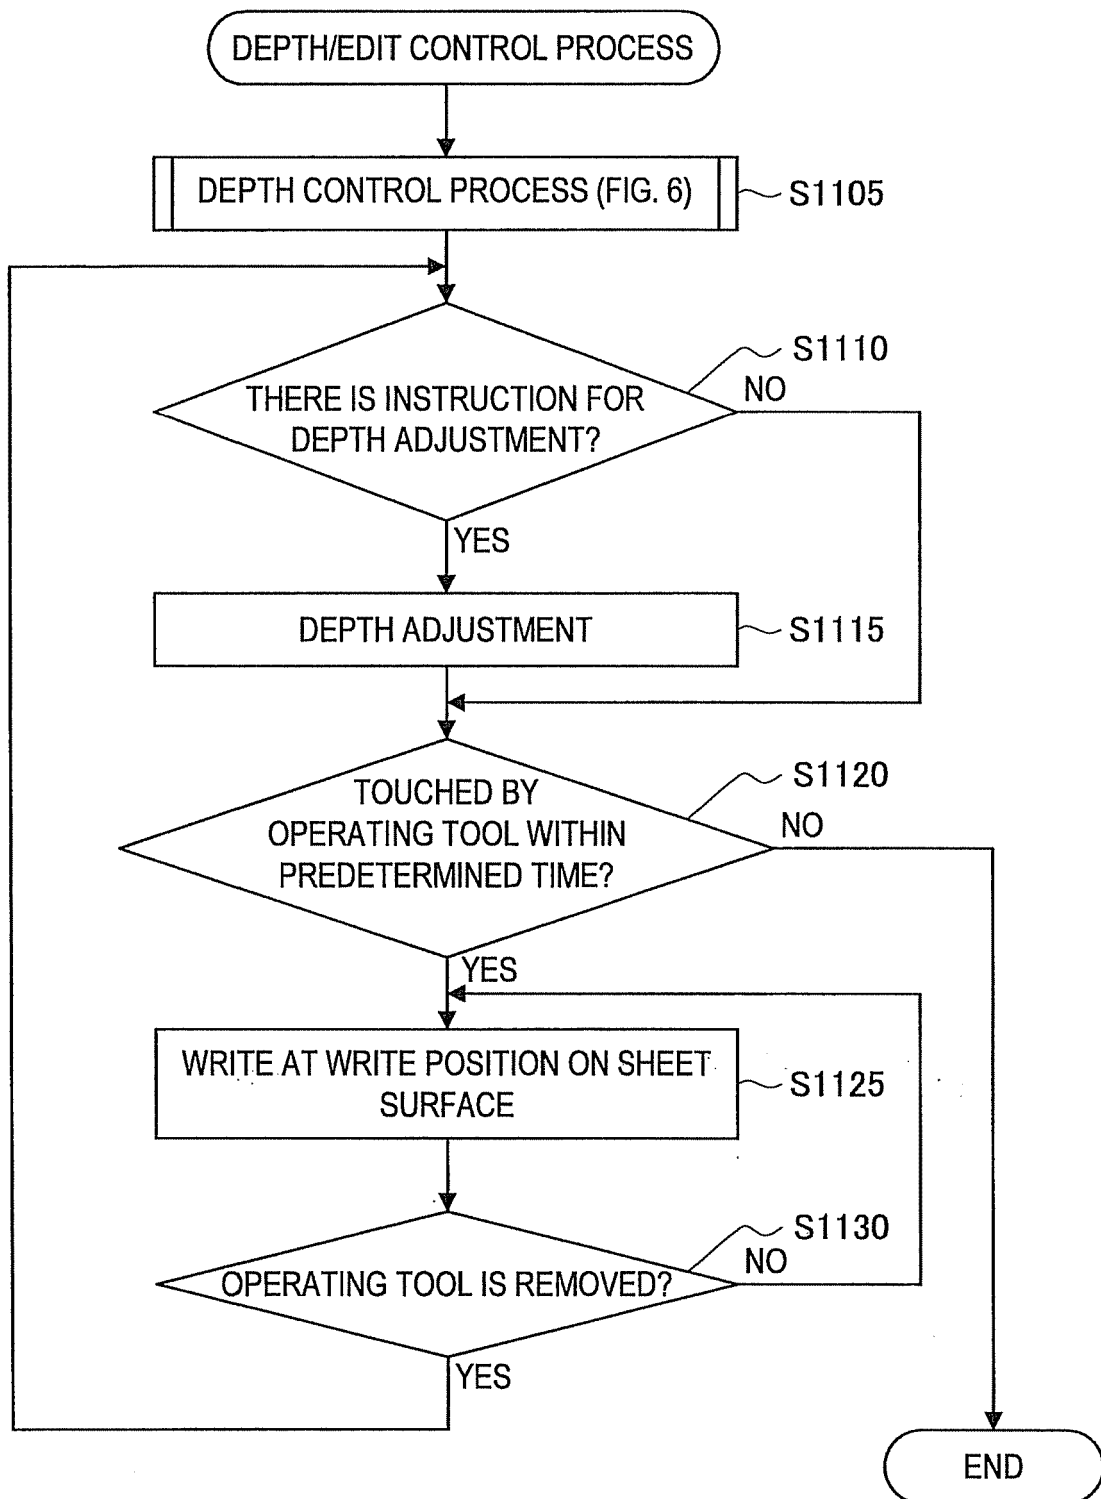 DEPTH/EDIT CONTROL PROCESS
DEPTH CONTROL PROCESS (FIG. 6)
S1105
S1110
THERE IS INSTRUCTION FOR
DEPTH ADJUSTMENT?
NO
YES
DEPTH ADJUSTMENT
S1115
S1120
TOUCHED BY
OPERATING TOOL WITHIN
PREDETERMINED TIME?
NO
YES
WRITE AT WRITE POSITION ON SHEET
SURFACE
S1125
S1130
OPERATING TOOL IS REMOVED?
NO
YES
END